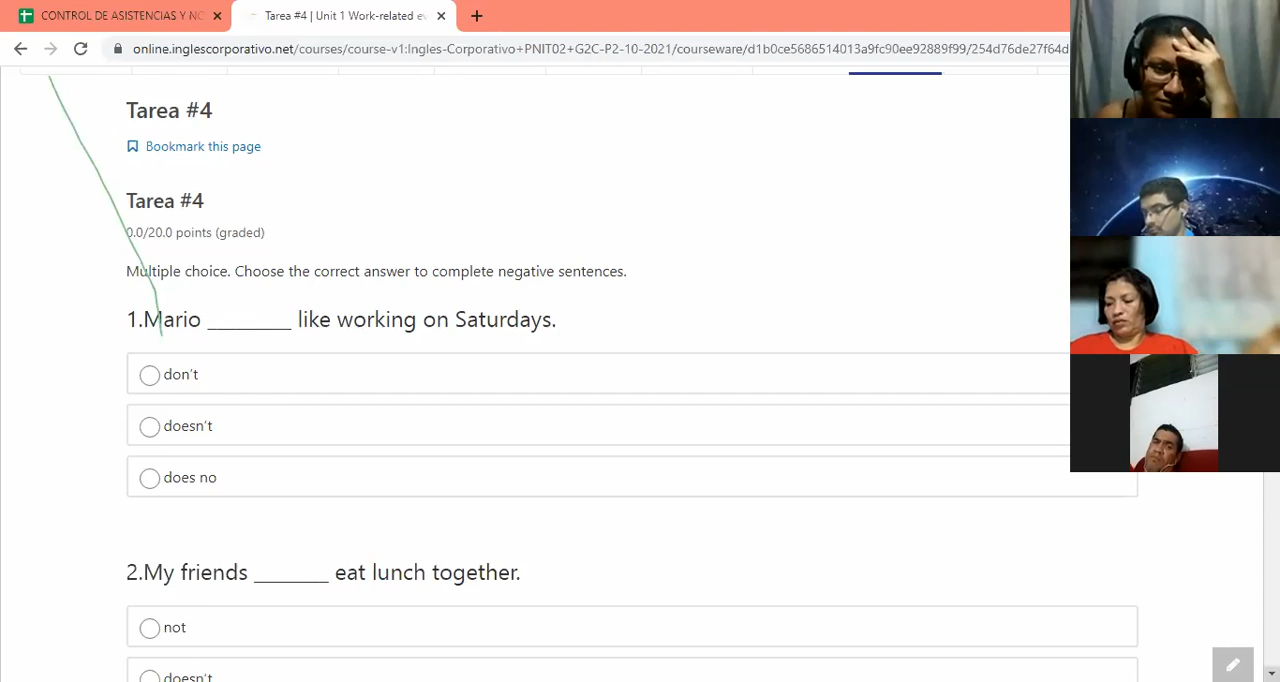 CONTROL DE ASISTENCIAS Y NO
Tarea #4 | Unit 1 Work-related ev
online.inglescorporativo.net/courses/course-v1:Ingles-Corporativo+PNIT02+G2C-P2-10-2021/courseware/d1b0ce5686514013a9fc90ee92889f99/254d76de27f64d
Tarea #4
Bookmark this page
Tarea #4
0.0/20.0 points (graded)
Multiple choice. Choose the correct answer to complete negative sentences.
1.Mario ________ like working on Saturdays.
don't
doesn't
does no
2.My friends _______ eat lunch together.
not
doesn't